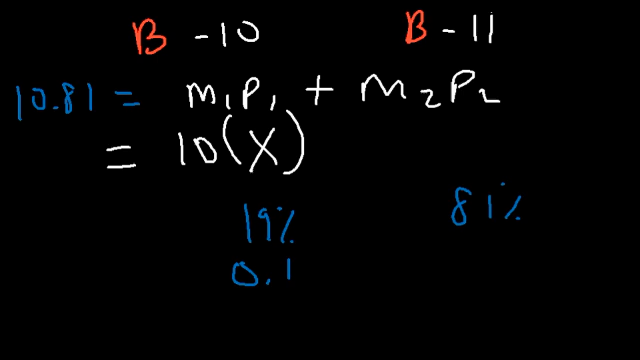 B - 10 B - 11
10.81 = m₁P₁ + m₂P₂
= 10(X)
19% 81%
0.1